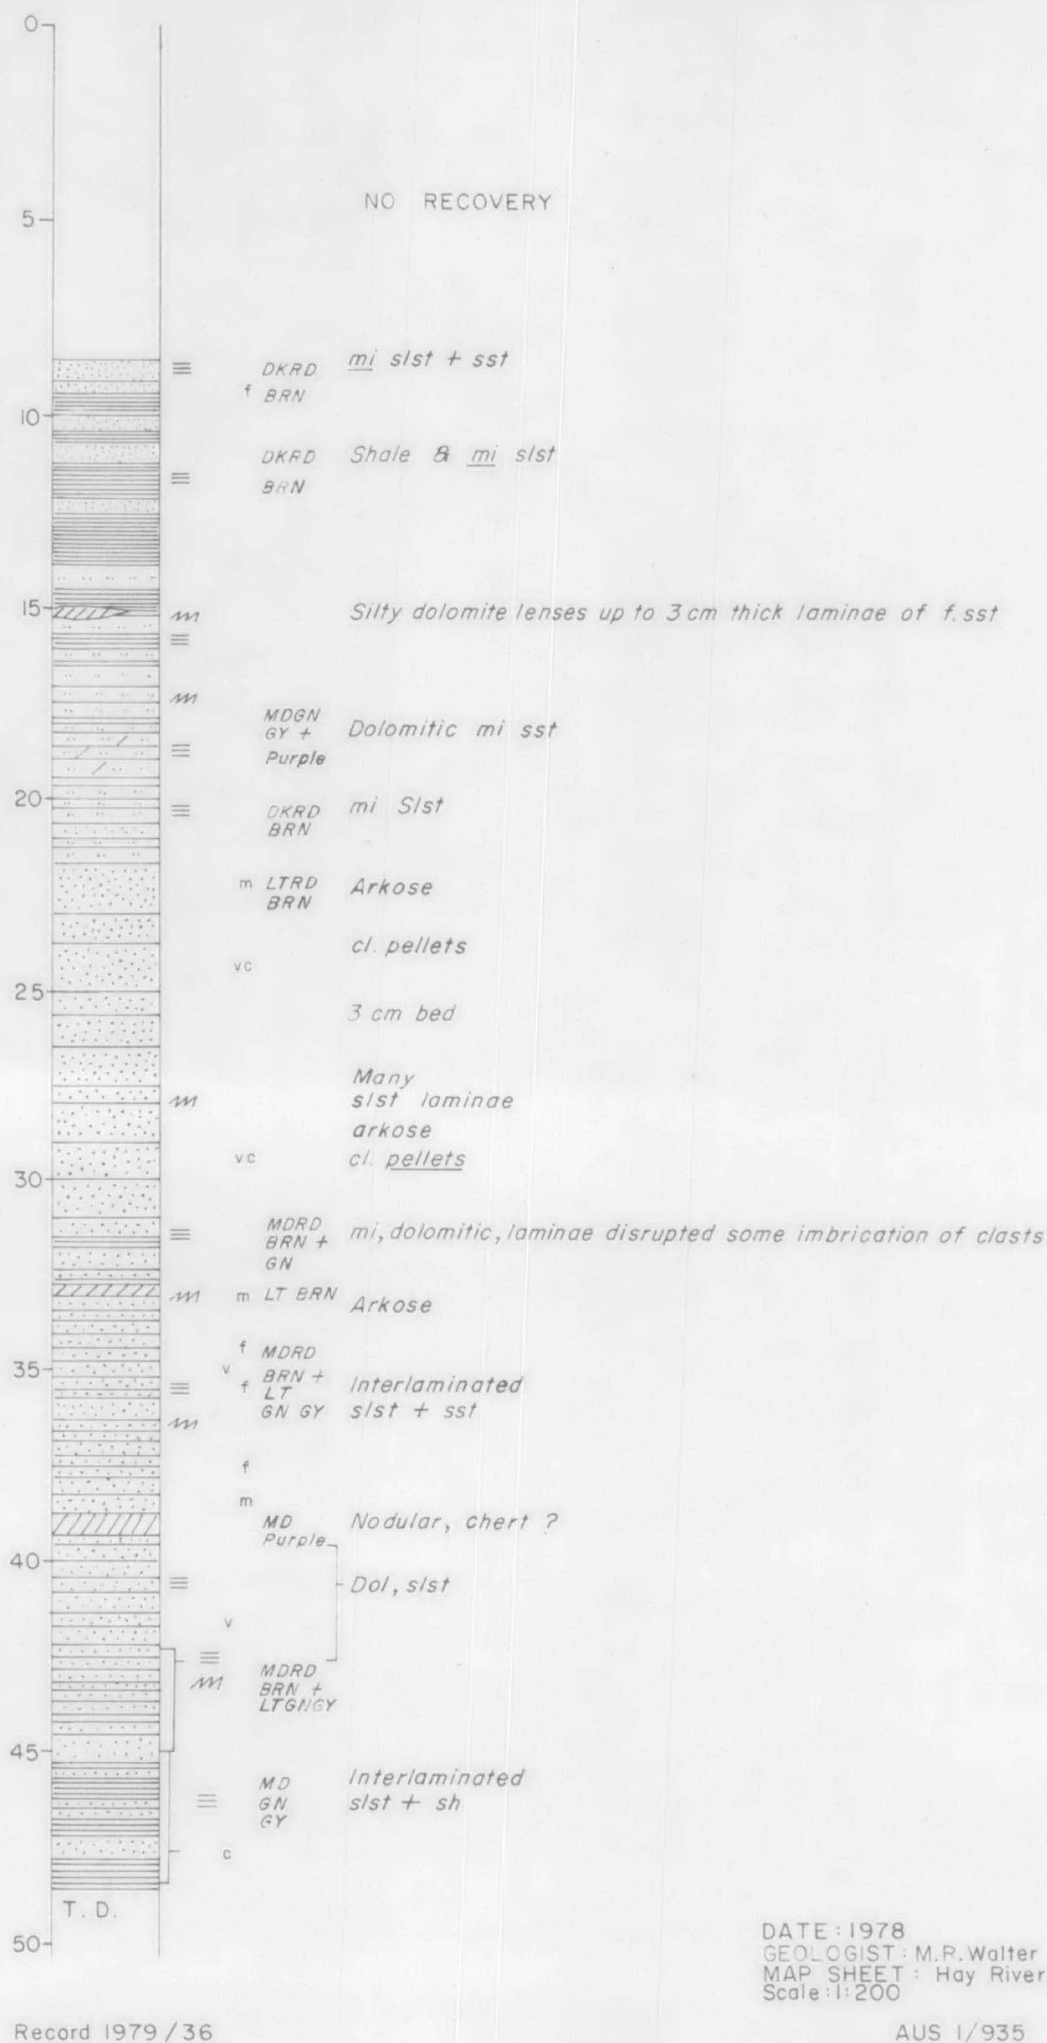 0
NO RECOVERY
5
DKRD mi slst + sst
f BRN
10
DKRD Shale & mi slst
BRN
15 Silty dolomite lenses up to 3 cm thick laminae of f. sst
MDGN
GY + Dolomitic mi sst
Purple
20 DKRD mi Slst
BRN
m LTRD Arkose
BRN
cl. pellets
vc
25
3 cm bed
Many
slst laminae
arkose
vc cl. pellets
30
MDRD mi, dolomitic, laminae disrupted some imbrication of clasts
BRN +
GN
m LT BRN Arkose
f MDRD
35 v BRN +
f LT Interlaminated
GN GY slst + sst
f
m
MD Nodular, chert ?
Purple
40
Dol, slst
v
MDRD
BRN +
LTGNGY
45
MD Interlaminated
GN slst + sh
GY
c
T. D.
50
DATE : 1978
GEOLOGIST : M.R. Walter
MAP SHEET : Hay River
Scale : 1: 200
Record 1979 / 36 AUS 1/935